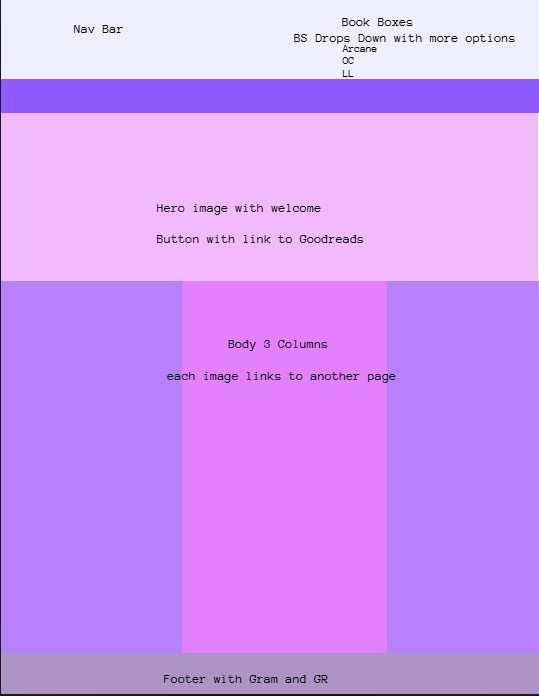 Nav Bar
Book Boxes
BS Drops Down with more options
Arcane
OC
LL
Hero image with welcome
Button with link to Goodreads
Body 3 Columns
each image links to another page
Footer with Gram and GR